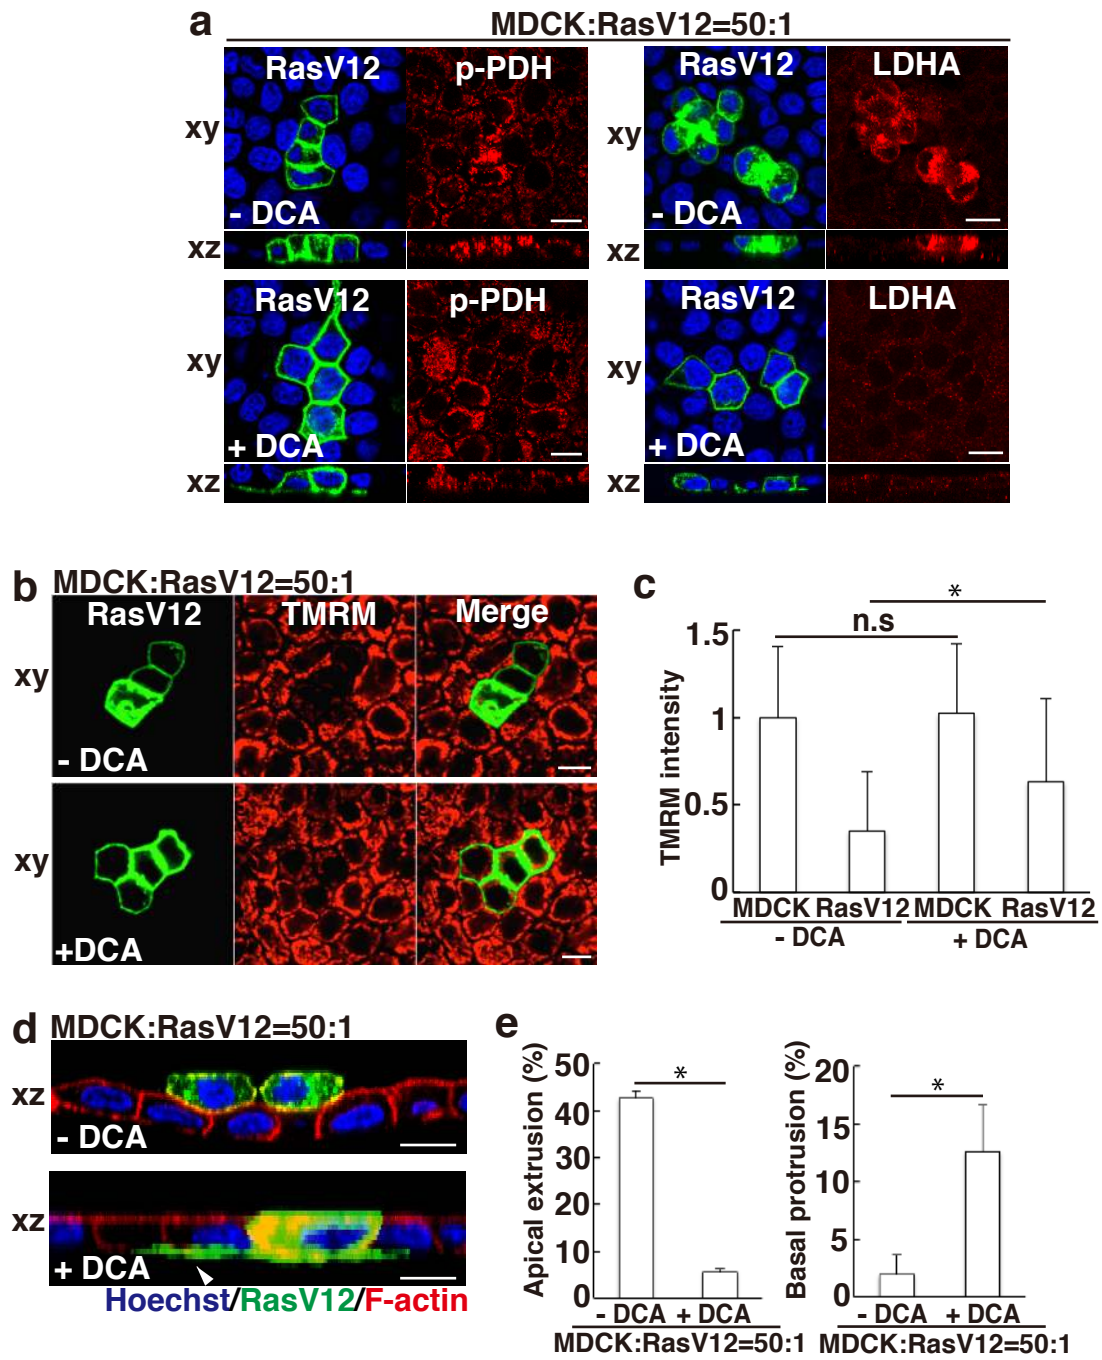 a
MDCK:RasV12=50:1
RasV12 p-PDH RasV12 LDHA
xy xy
- DCA - DCA
xz xz
RasV12 p-PDH RasV12 LDHA
xy xy
+ DCA + DCA
xz xz
b
MDCK:RasV12=50:1
RasV12 TMRM Merge
xy
- DCA
xy
+DCA
c
*
n.s
TMRM intensity
1.5
1
0.5
0
MDCK RasV12 MDCK RasV12
- DCA + DCA
d
MDCK:RasV12=50:1
xz
- DCA
xz
+ DCA
Hoechst/RasV12/F-actin
e
Apical extrusion (%)
50
40
30
20
10
0
*
- DCA + DCA
MDCK:RasV12=50:1
Basal protrusion (%)
20
15
10
5
0
*
- DCA + DCA
MDCK:RasV12=50:1